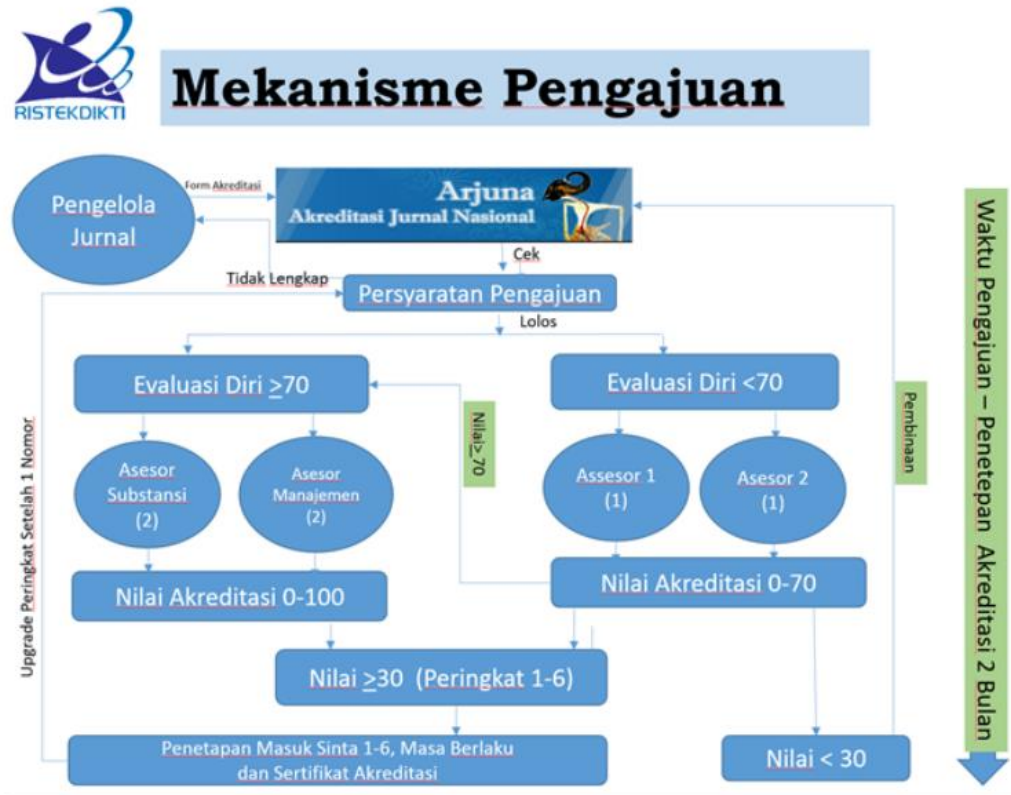 RISTEKDIKTI
Mekanisme Pengajuan
Pengelola
Jurnal
Form Akreditasi
Arjuna
Akreditasi Jurnal Nasional
Cek
Tidak Lengkap
Persyaratan Pengajuan
Lolos
Evaluasi Diri ≥70
Evaluasi Diri <70
Nilai≥ 70
Pembinaan
Asesor
Substansi
(2)
Asesor
Manajemen
(2)
Assesor 1
(1)
Asesor 2
(1)
Nilai Akreditasi 0-100
Nilai Akreditasi 0-70
Nilai ≥30 (Peringkat 1-6)
Penetapan Masuk Sinta 1-6, Masa Berlaku
dan Sertifikat Akreditasi
Nilai < 30
Upgrade Peringkat Setelah 1 Nomor
Waktu Pengajuan – Penetepan Akreditasi 2 Bulan